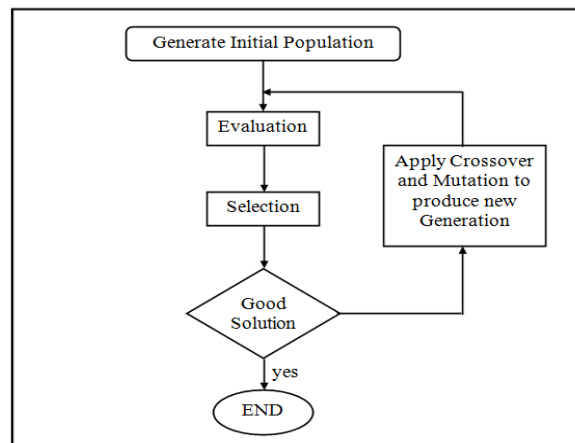 Generate Initial Population
Evaluation
Selection
Good
Solution
yes
END
Apply Crossover
and Mutation to
produce new
Generation